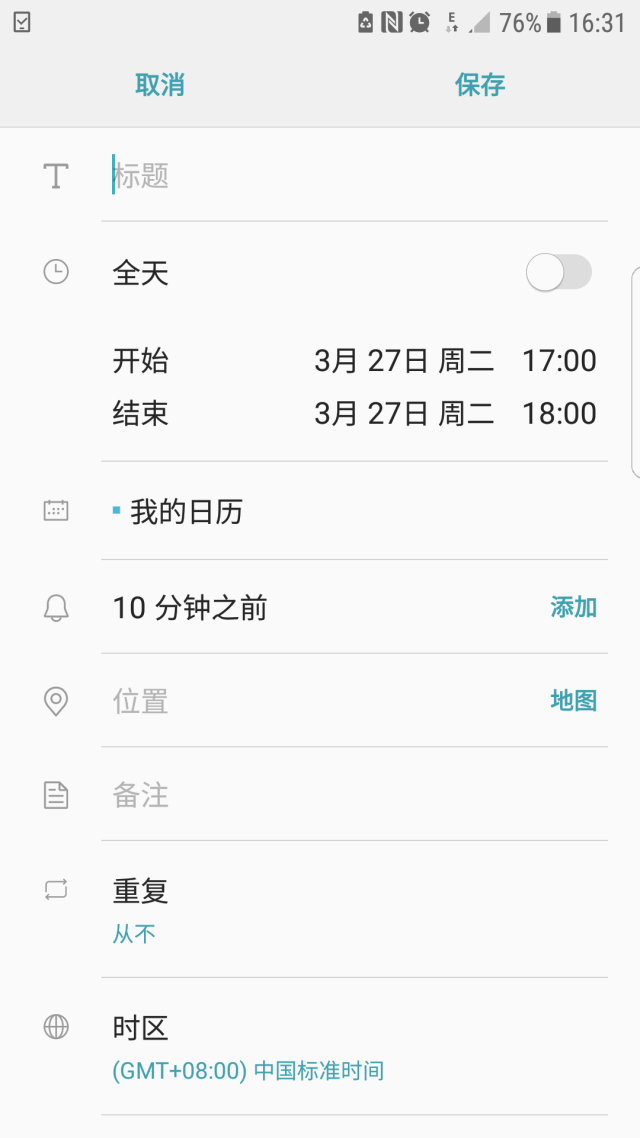 E 76% 16:31
取消 保存
标题
全天
开始 3月 27日 周二 17:00
结束 3月 27日 周二 18:00
我的日历
10 分钟之前 添加
位置 地图
备注
重复
从不
时区
(GMT+08:00) 中国标准时间